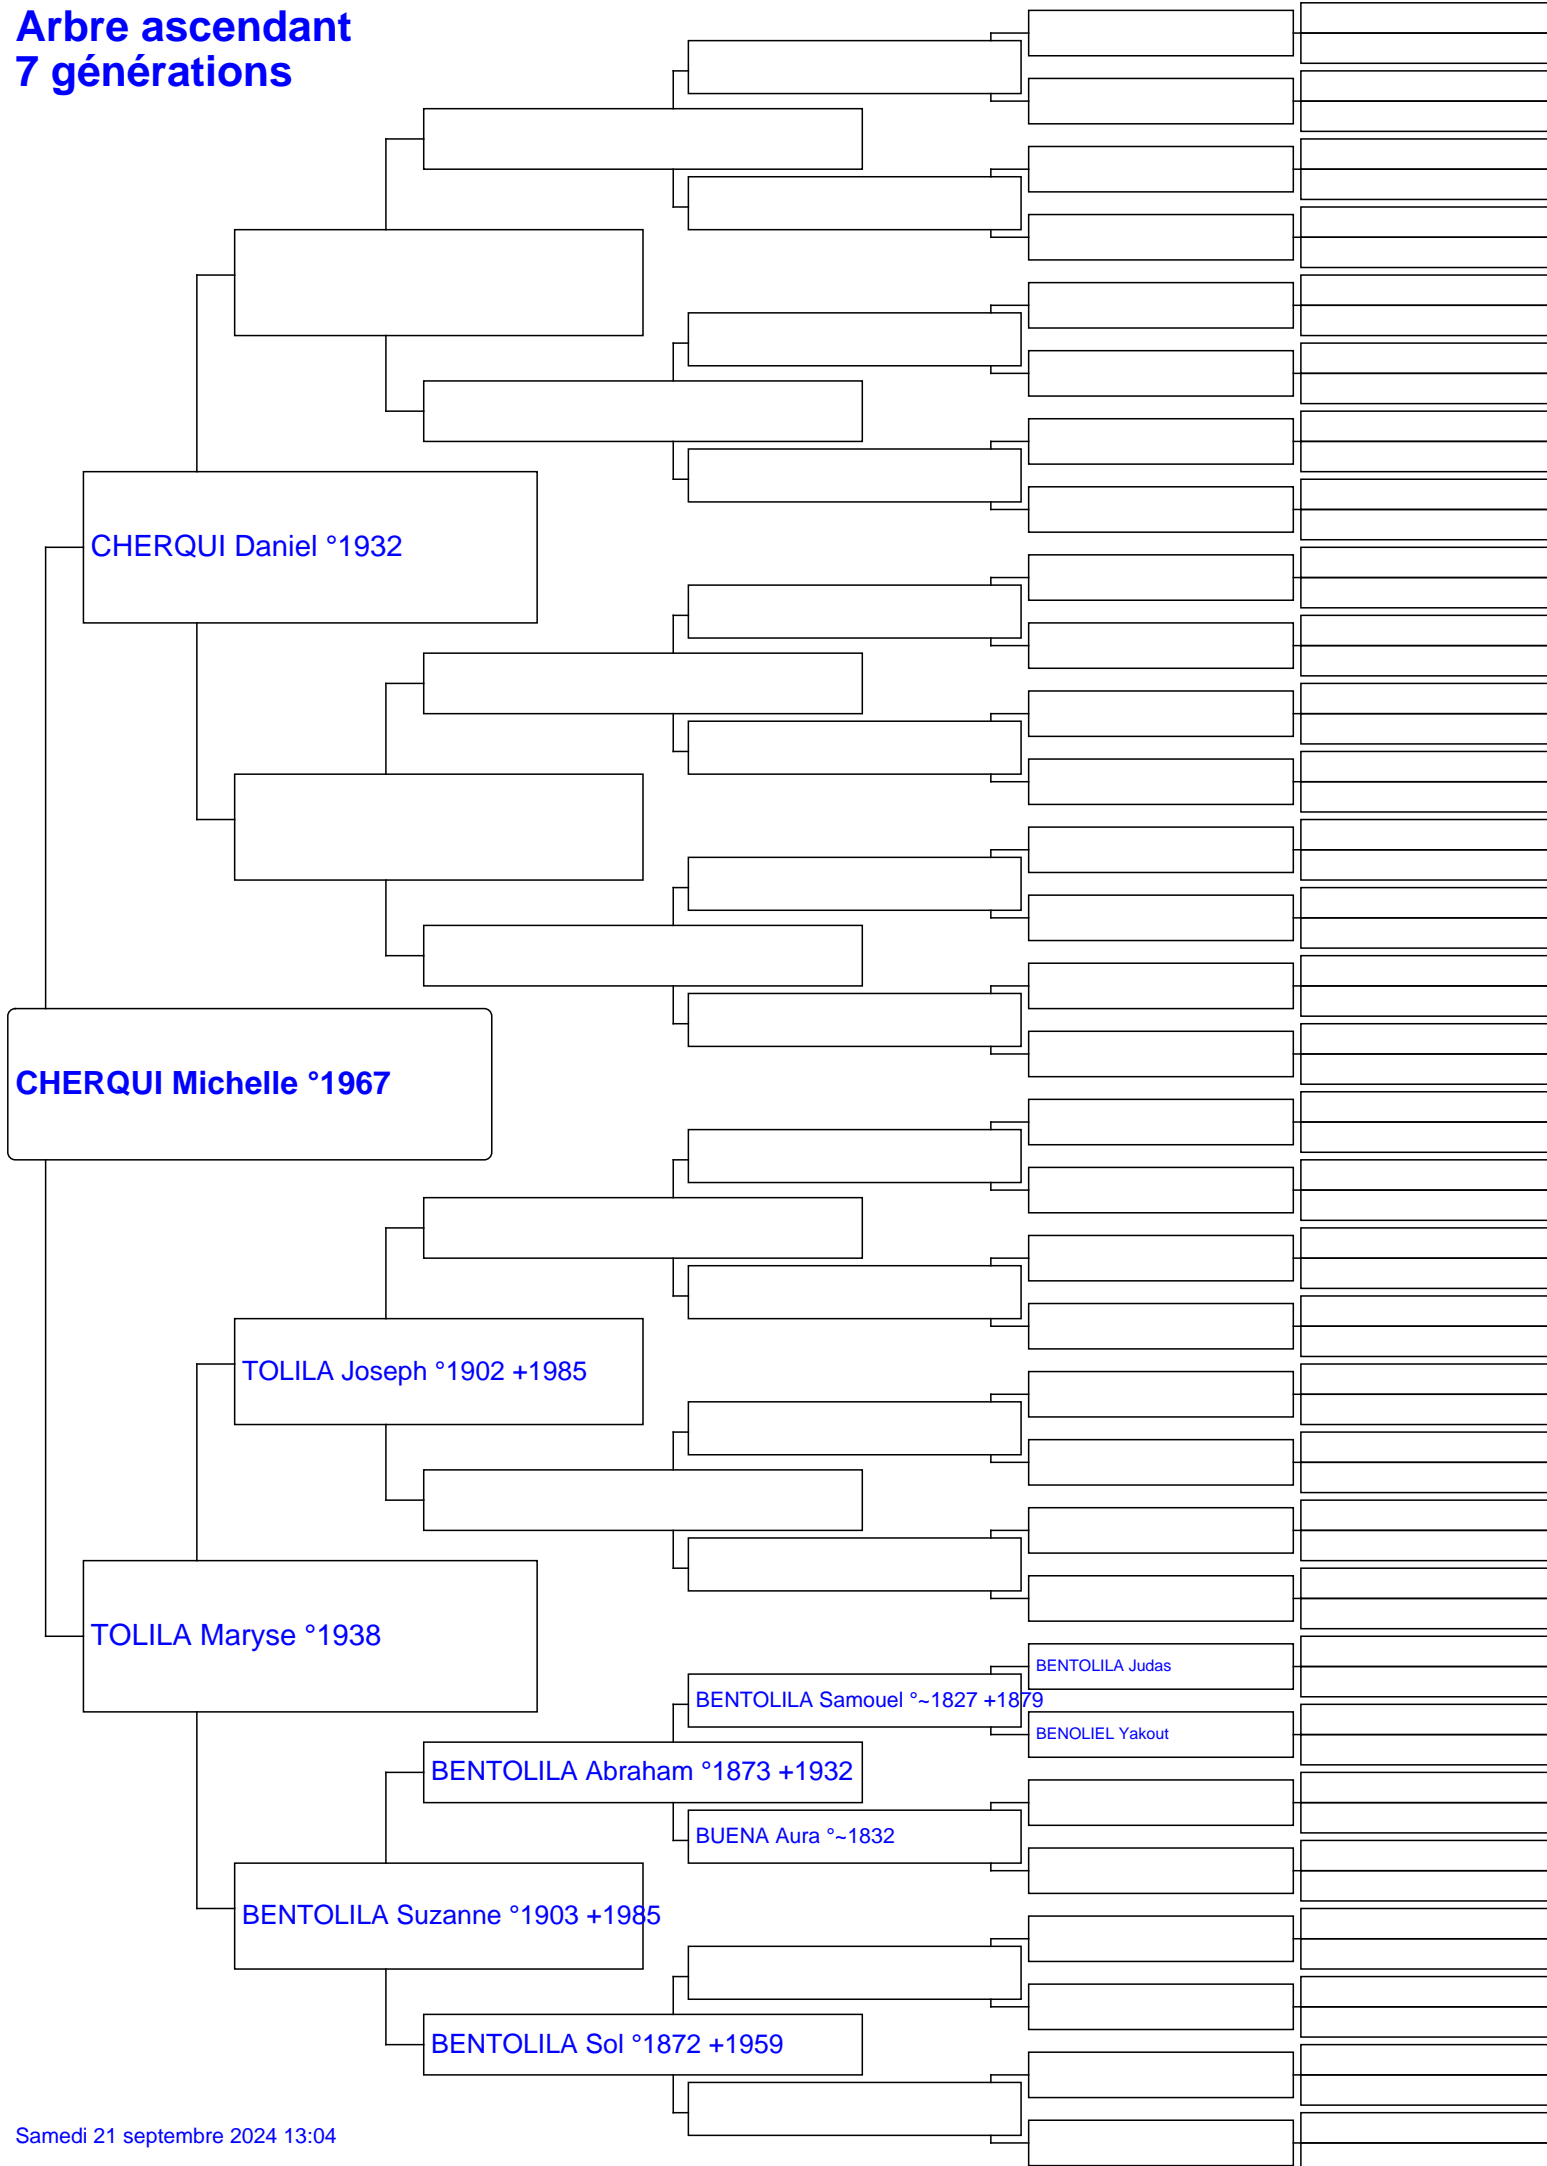 Arbre ascendant
7 générations
CHERQUI Daniel °1932
CHERQUI Michelle °1967
TOLILA Joseph °1902 +1985
TOLILA Maryse °1938
BENTOLILA Judas
BENTOLILA Samouel °~1827 +1879
BENOLIEL Yakout
BENTOLILA Abraham °1873 +1932
BUENA Aura °~1832
BENTOLILA Suzanne °1903 +1985
BENTOLILA Sol °1872 +1959
Samedi 21 septembre 2024 13:04